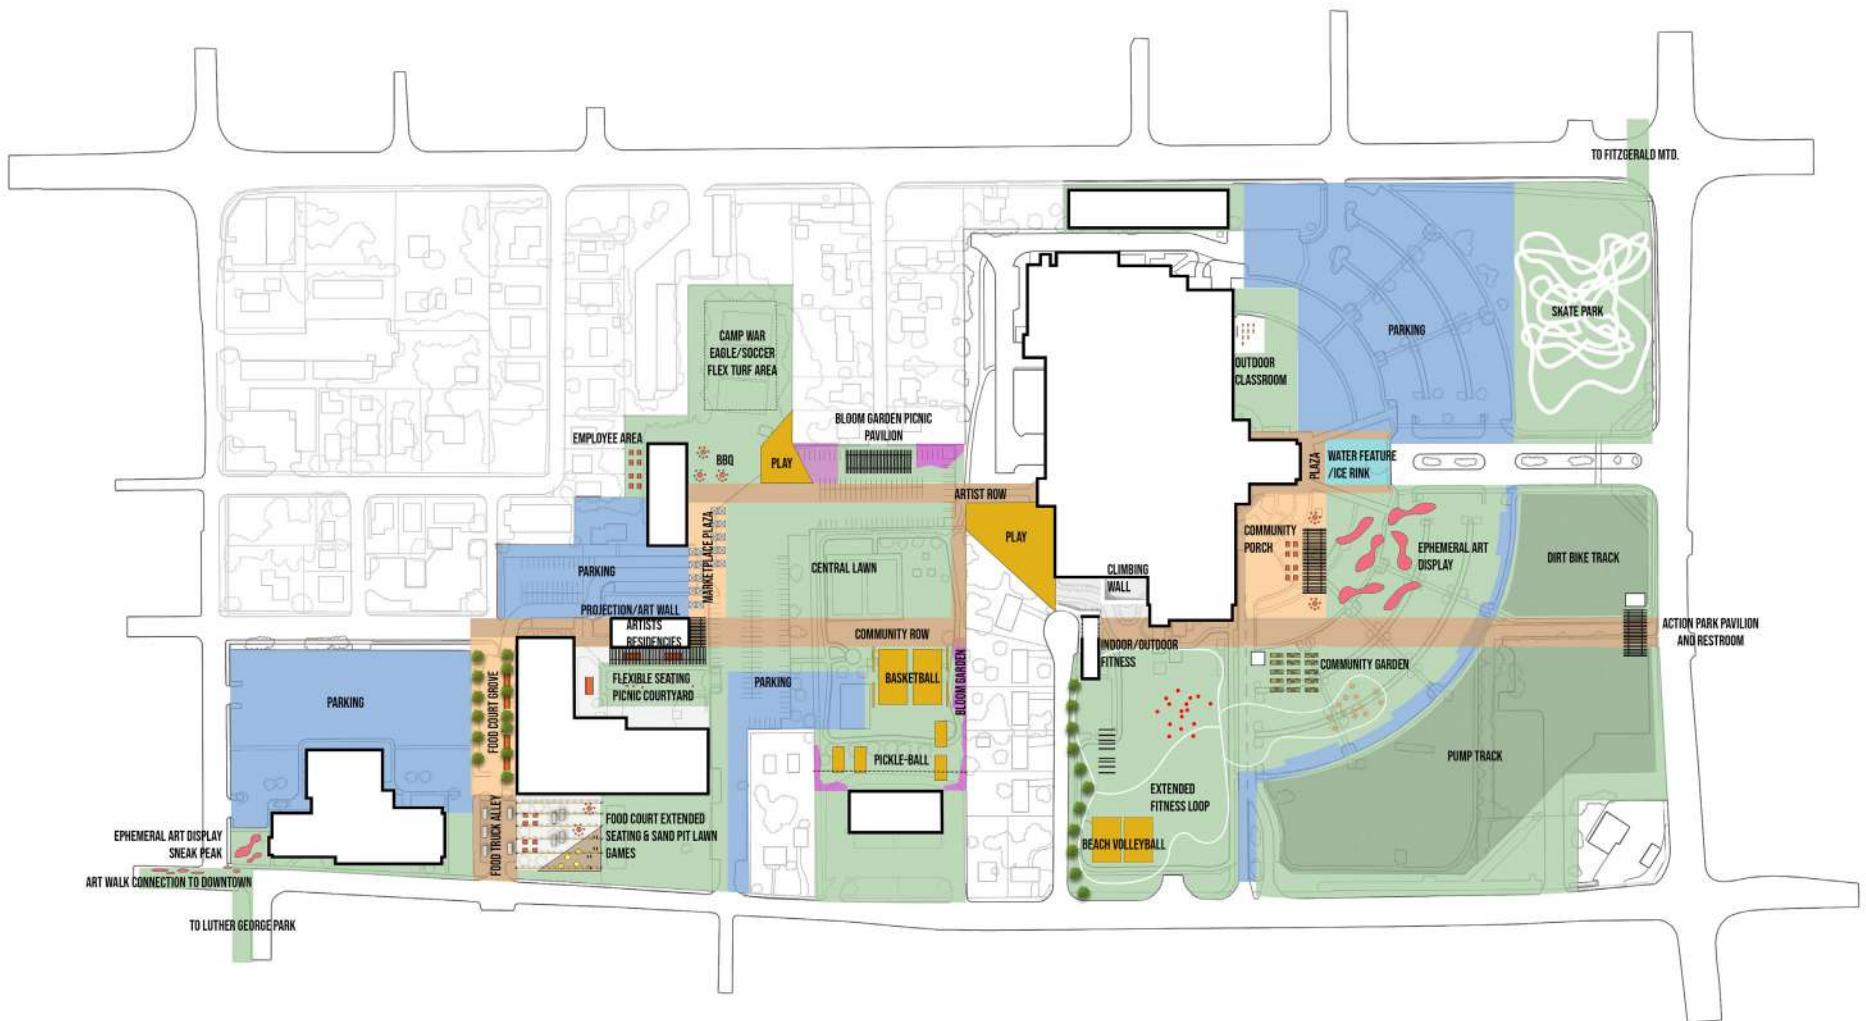 TO FITZGERALD MTD.
SKATE PARK
PARKING
CAMP WAR
EAGLE/SOCCER
FLEX TURF AREA
OUTDOOR
CLASSROOM
BLOOM GARDEN PICNIC
PAVILION
EMPLOYEE AREA
BBQ
PLAY
PLAZA
WATER FEATURE
/ICE RINK
ARTIST ROW
MARKETPLACE PLAZA
PLAY
COMMUNITY
PORCH
EPHEMERAL ART
DISPLAY
DIRT BIKE TRACK
PARKING
CENTRAL LAWN
CLIMBING
WALL
PROJECTION/ART WALL
ARTISTS
RESIDENCIES
COMMUNITY ROW
ACTION PARK PAVILION
AND RESTROOM
INDOOR/OUTDOOR
FITNESS
COMMUNITY GARDEN
FLEXIBLE SEATING
PICNIC COURTYARD
PARKING
BASKETBALL
BLOOM GARDEN
PARKING
FOOD COURT GROVE
PICKLE-BALL
PUMP TRACK
EXTENDED
FITNESS LOOP
FOOD TRUCK ALLEY
FOOD COURT EXTENDED
SEATING & SAND PIT LAWN
GAMES
BEACH VOLLEYBALL
EPHEMERAL ART DISPLAY
SNEAK PEAK
ART WALK CONNECTION TO DOWNTOWN
TO LUTHER GEORGE PARK